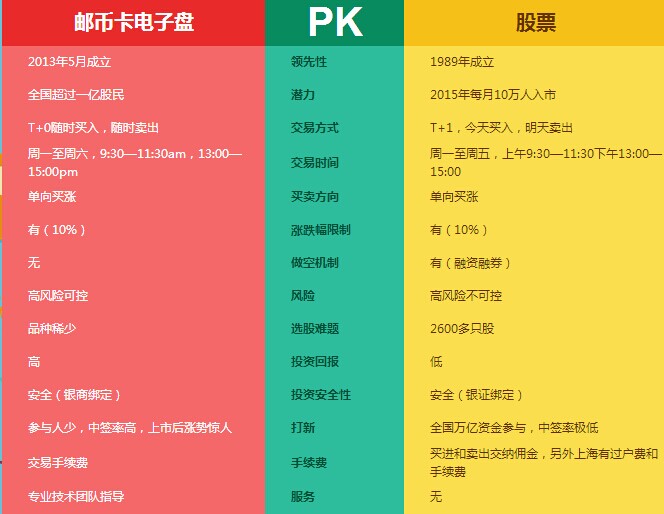 邮币卡电子盘 PK 股票
2013年5月成立 领先性 1989年成立
全国超过一亿股民 潜力 2015年每月10万人入市
T+0随时买入，随时卖出 交易方式 T+1，今天买入，明天卖出
周一至周六，9:30—11:30am，13:00—
15:00pm
交易时间
周一至周五，上午9:30—11:30下午13:00—
15:00
单向买涨 买卖方向 单向买涨
有（10%） 涨跌幅限制 有（10%）
无 做空机制 有（融资融券）
高风险可控 风险 高风险不可控
品种稀少 选股难题 2600多只股
高 投资回报 低
安全（银商绑定） 投资安全性 安全（银证绑定）
参与人少，中签率高，上市后涨势惊人 打新 全国万亿资金参与，中签率极低
交易手续费 手续费
买进和卖出交纳佣金，另外上海有过户费和
手续费
专业技术团队指导 服务 无